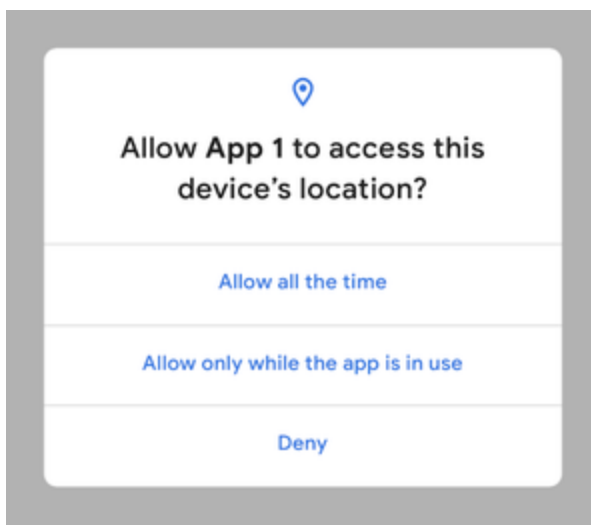 Allow App 1 to access this
device’s location?
Allow all the time
Allow only while the app is in use
Deny